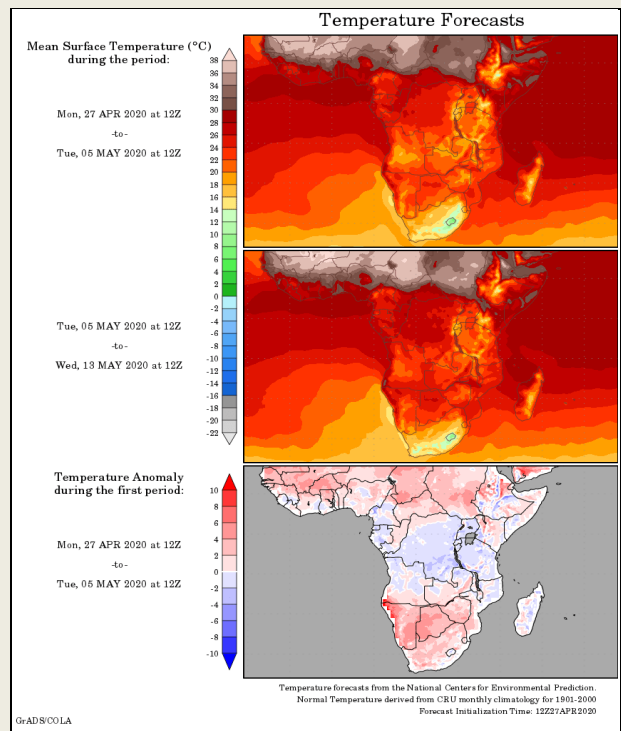 Temperature Forecasts
Mean Surface Temperature (°C)
during the period:
Mon, 27 APR 2020 at 12Z
-to-
Tue, 05 MAY 2020 at 12Z
38
36
34
32
30
28
26
24
22
20
18
16
14
12
10
8
6
4
2
0
-2
-4
-6
-8
-10
-12
-14
-16
-18
-20
-22
Tue, 05 MAY 2020 at 12Z
-to-
Wed, 13 MAY 2020 at 12Z
Temperature Anomaly
during the first period:
Mon, 27 APR 2020 at 12Z
-to-
Tue, 05 MAY 2020 at 12Z
10
8
6
4
2
0
-2
-4
-6
-8
-10
Temperature forecasts from the National Centers for Environmental Prediction.
Normal Temperature derived from CRU monthly climatology for 1901-2000
Forecast Initialization Time: 12Z27APR2020
GrADS/COLA